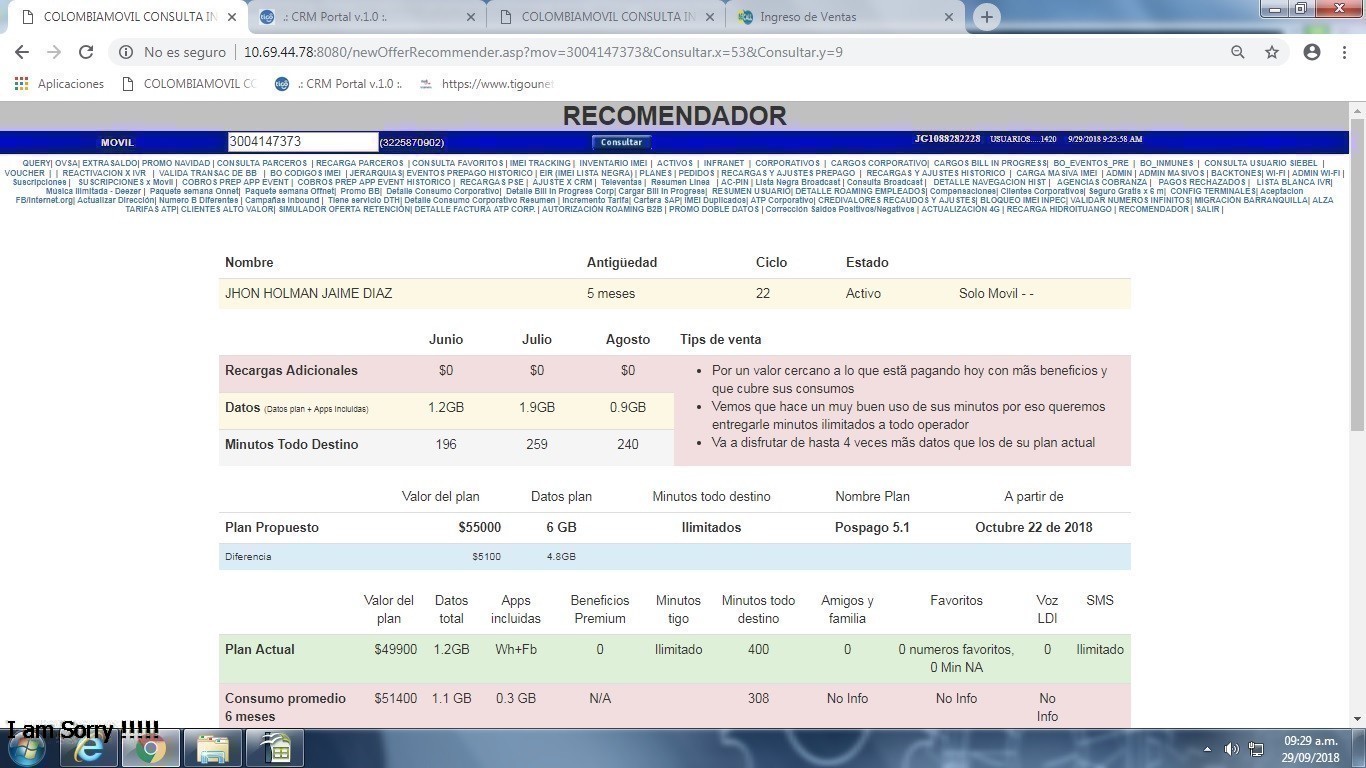 COLOMBIAMOVIL CONSULTA IN
.: CRM Portal v.1.0 :.
COLOMBIAMOVIL CONSULTA IN
Ingreso de Ventas
No es seguro | 10.69.44.78:8080/newOfferRecommender.asp?mov=3004147373&Consultar.x=53&Consultar.y=9
Aplicaciones
COLOMBIAMOVIL CC
.: CRM Portal v.1.0 :.
https://www.tigoune
RECOMENDADOR
MOVIL 3004147373 (3225870902) Consultar JG1088282228 USUARIOS.....1420 9/29/2018 9:23:58 AM
QUERY| OVSA| EXTRASALDO| PROMO NAVIDAD | CONSULTA PARCEROS | RECARGA PARCEROS | CONSULTA FAVORITOS | IMEI TRACKING | INVENTARIO IMEI | ACTIVOS | INFRANET | CORPORATIVOS | CARGOS CORPORATIVO| CARGOS BILL IN PROGRESS| BO_EVENTOS_PRE | BO_INMUNES | CONSULTA USUARIO SIEBEL |
VOUCHER | | REACTIVACION X IVR | VALIDA TRANSAC DE BB | BO CODIGOS IMEI | JERARQUIAS| EVENTOS PREPAGO HISTORICO | EIR (IMEI LISTA NEGRA) | PLANES | PEDIDOS | RECARGAS Y AJUSTES PREPAGO | RECARGAS Y AJUSTES HISTORICO | CARGA MASIVA IMEI | ADMIN | ADMIN MASIVOS | BACKTONES| WI-FI | ADMIN WI-FI |
Suscripciones | SUSCRIPCIONES x Movil | COBROS PREP APP EVENT | COBROS PREP APP EVENT HISTORICO | RECARGAS PSE | AJUSTE X CRM | Televentas | Resumen Linea | AC-PIN | Lista Negra Broadcast | Consulta Broadcast | DETALLE NAVEGACION HIST | AGENCIAS COBRANZA | PAGOS RECHAZADOS | LISTA BLANCA IVR|
Música Ilimitada - Deezer| Paquete semana Onnet| Paquete semana Offnet| Promo BB| Detalle Consumo Corporativo| Detalle Bill In Progress Corp| Cargar Bill In Progress| RESUMEN USUARIO| DETALLE ROAMING EMPLEADOS| Compensaciones | Clientes Corporativos| Seguro Gratis x 6 m| CONFIG TERMINALES| Aceptacion
FB/Internet.org| Actualizar Dirección| Numero B Diferentes | Campañas Inbound | Tiene servicio DTH| Detalle Consumo Corporativo Resumen | Incremento Tarifa| Cartera SAP| IMEI Duplicados| ATP Corporativo| CREDIVALORES RECAUDOS Y AJUSTES| BLOQUEO IMEI INPEC| VALIDAR NUMEROS INFINITOS| MIGRACIÓN BARRANQUILLA| ALZA
TARIFAS ATP| CLIENTES ALTO VALOR| SIMULADOR OFERTA RETENCIÓN| DETALLE FACTURA ATP CORP. | AUTORIZACIÓN ROAMING B2B | PROMO DOBLE DATOS | Corrección Saldos Positivos/Negativos | ACTUALIZACIÓN 4G | RECARGA HIDROITUANGO | RECOMENDADOR | SALIR |
Nombre Antigüedad Ciclo Estado
JHON HOLMAN JAIME DIAZ 5 meses 22 Activo Solo Movil - -
Junio Julio Agosto Tips de venta
Recargas Adicionales $0 $0 $0
Datos (Datos plan + Apps incluidas) 1.2GB 1.9GB 0.9GB
Minutos Todo Destino 196 259 240
• Por un valor cercano a lo que estã pagando hoy con mãs beneficios y
que cubre sus consumos
• Vemos que hace un muy buen uso de sus minutos por eso queremos
entregarle minutos ilimitados a todo operador
• Va a disfrutar de hasta 4 veces mãs datos que los de su plan actual
Valor del plan Datos plan Minutos todo destino Nombre Plan A partir de
Plan Propuesto $55000 6 GB Ilimitados Pospago 5.1 Octubre 22 de 2018
Diferencia $5100 4.8GB
Valor del Datos Apps Beneficios Minutos Minutos todo Amigos y Favoritos Voz SMS
plan total incluidas Premium tigo destino familia LDI
Plan Actual $49900 1.2GB Wh+Fb 0 Ilimitado 400 0 0 numeros favoritos, 0 Ilimitado
0 Min NA
Consumo promedio $51400 1.1 GB 0.3 GB N/A 308 No Info No Info No
6 meses Info
I am Sorry !!!!!
09:29 a.m.
29/09/2018